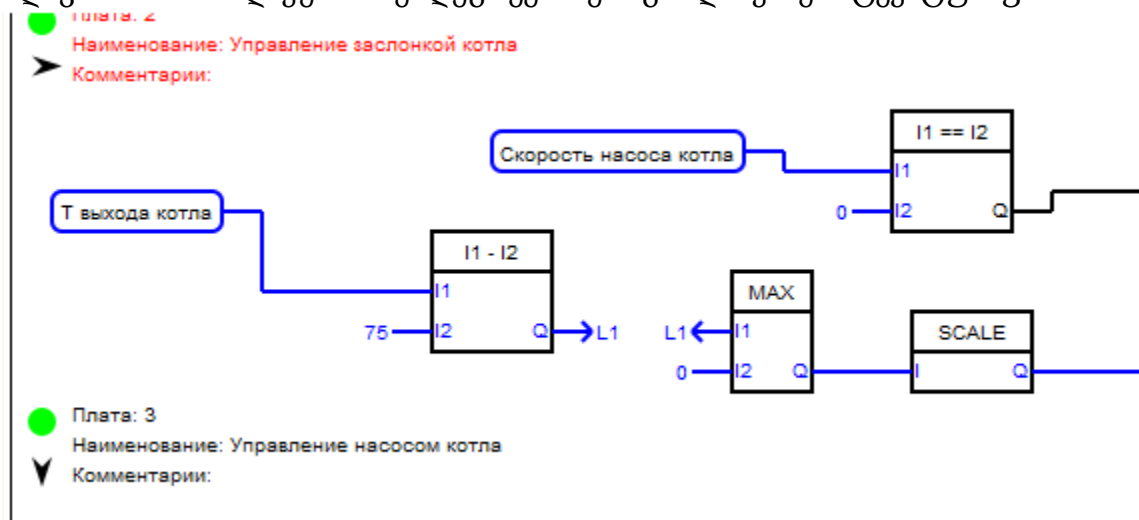 Плата: 2
Наименование: Управление заслонкой котла
Комментарии:
Скорость насоса котла
I1 == I2
I1
0
I2
Q
Т выхода котла
I1 - I2
I1
75
I2
Q
L1
MAX
L1
I1
0
I2
Q
SCALE
I
Q
Плата: 3
Наименование: Управление насосом котла
Комментарии: